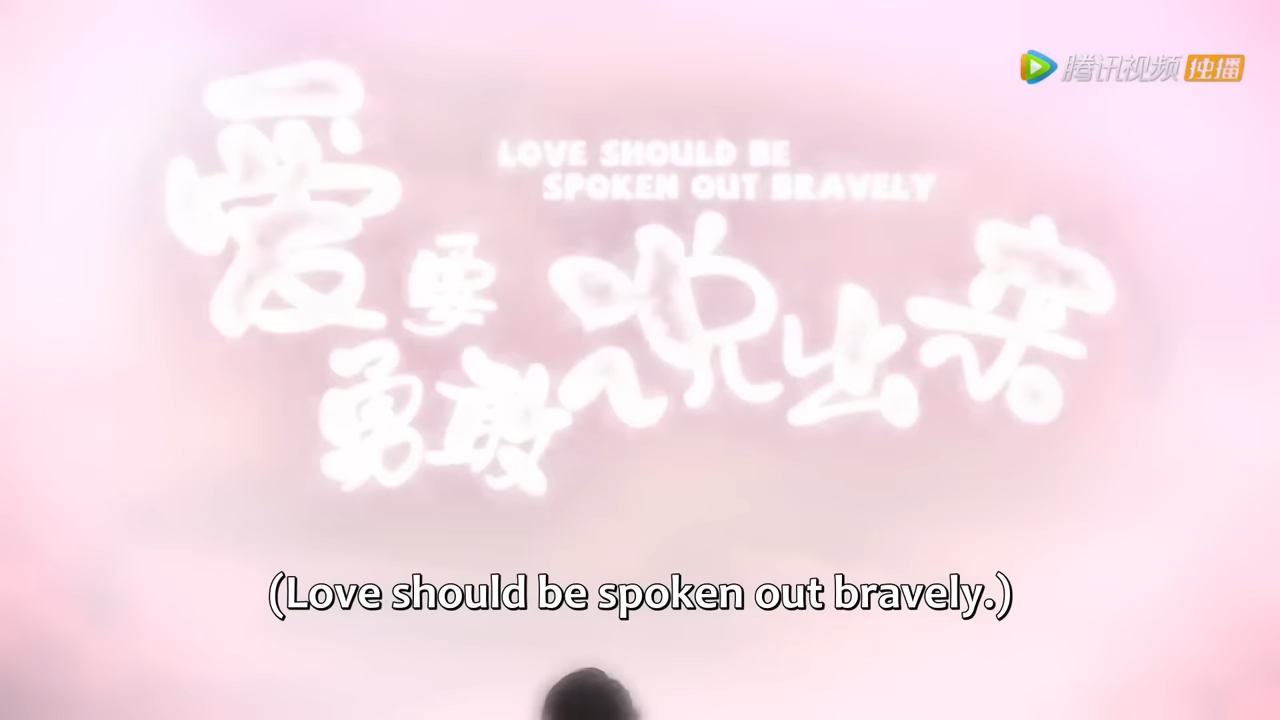 腾讯视频 独播
LOVE SHOULD BE
SPOKEN OUT BRAVELY
爱要
勇敢说出来
(Love should be spoken out bravely.)